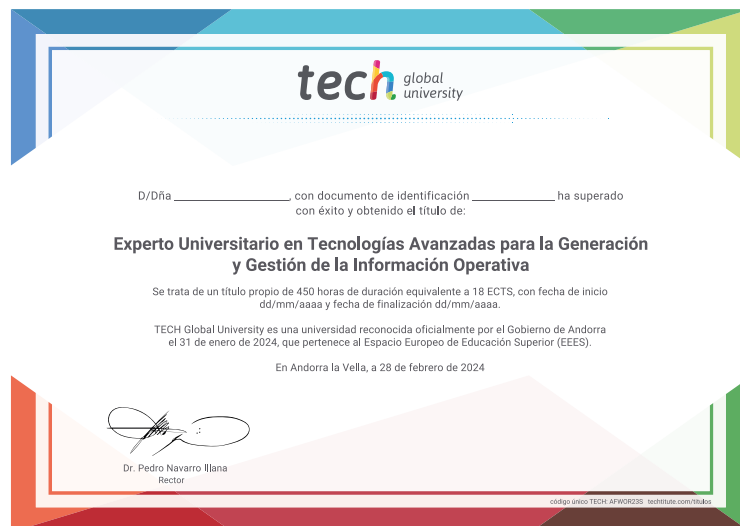 tech global university
D/Dña ____________________, con documento de identificación ______________ ha superado
con éxito y obtenido el título de:
Experto Universitario en Tecnologías Avanzadas para la Generación
y Gestión de la Información Operativa
Se trata de un título propio de 450 horas de duración equivalente a 18 ECTS, con fecha de inicio
dd/mm/aaaa y fecha de finalización dd/mm/aaaa.
TECH Global University es una universidad reconocida oficialmente por el Gobierno de Andorra
el 31 de enero de 2024, que pertenece al Espacio Europeo de Educación Superior (EEES).
En Andorra la Vella, a 28 de febrero de 2024
Dr. Pedro Navarro Illana
Rector
código único TECH: AFWOR23S techtitute.com/titulos